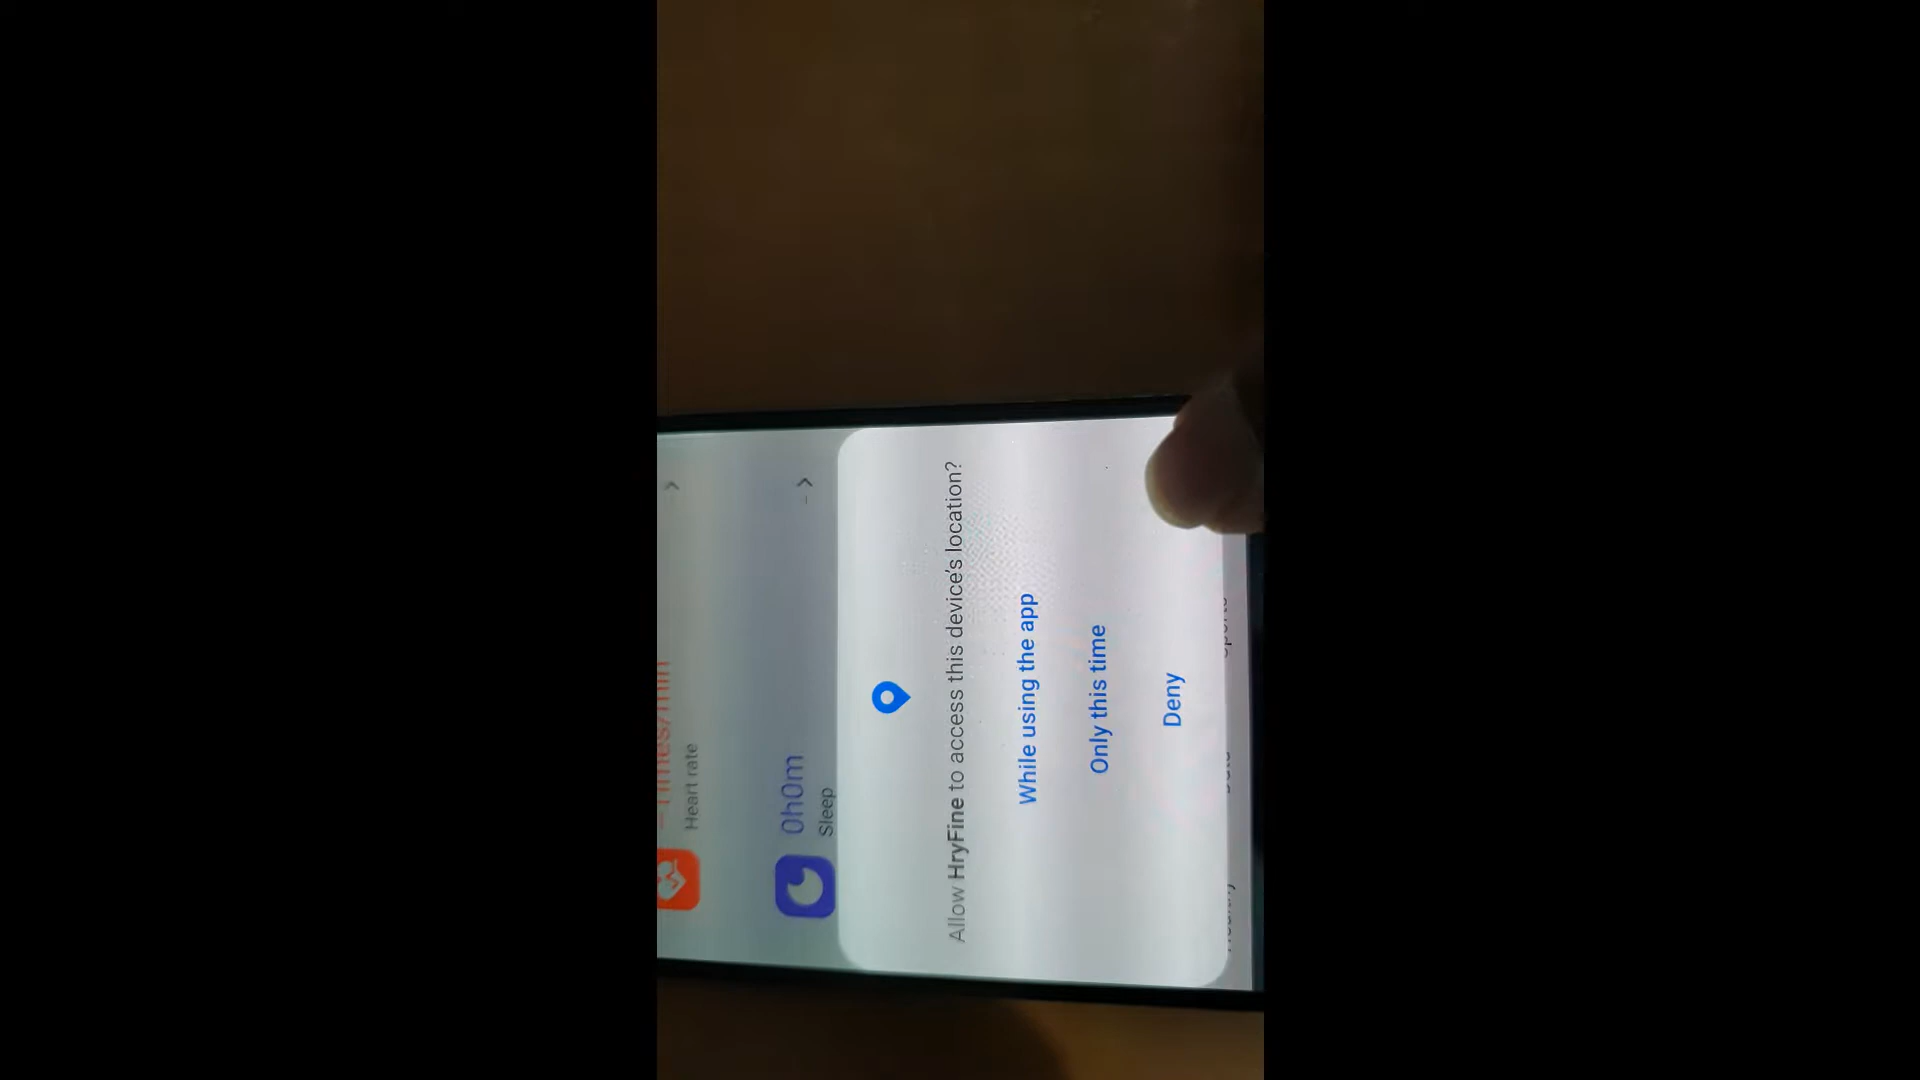 Heart rate
0h0m
Sleep
Allow HryFine to access this device's location?
While using the app
Only this time
Deny